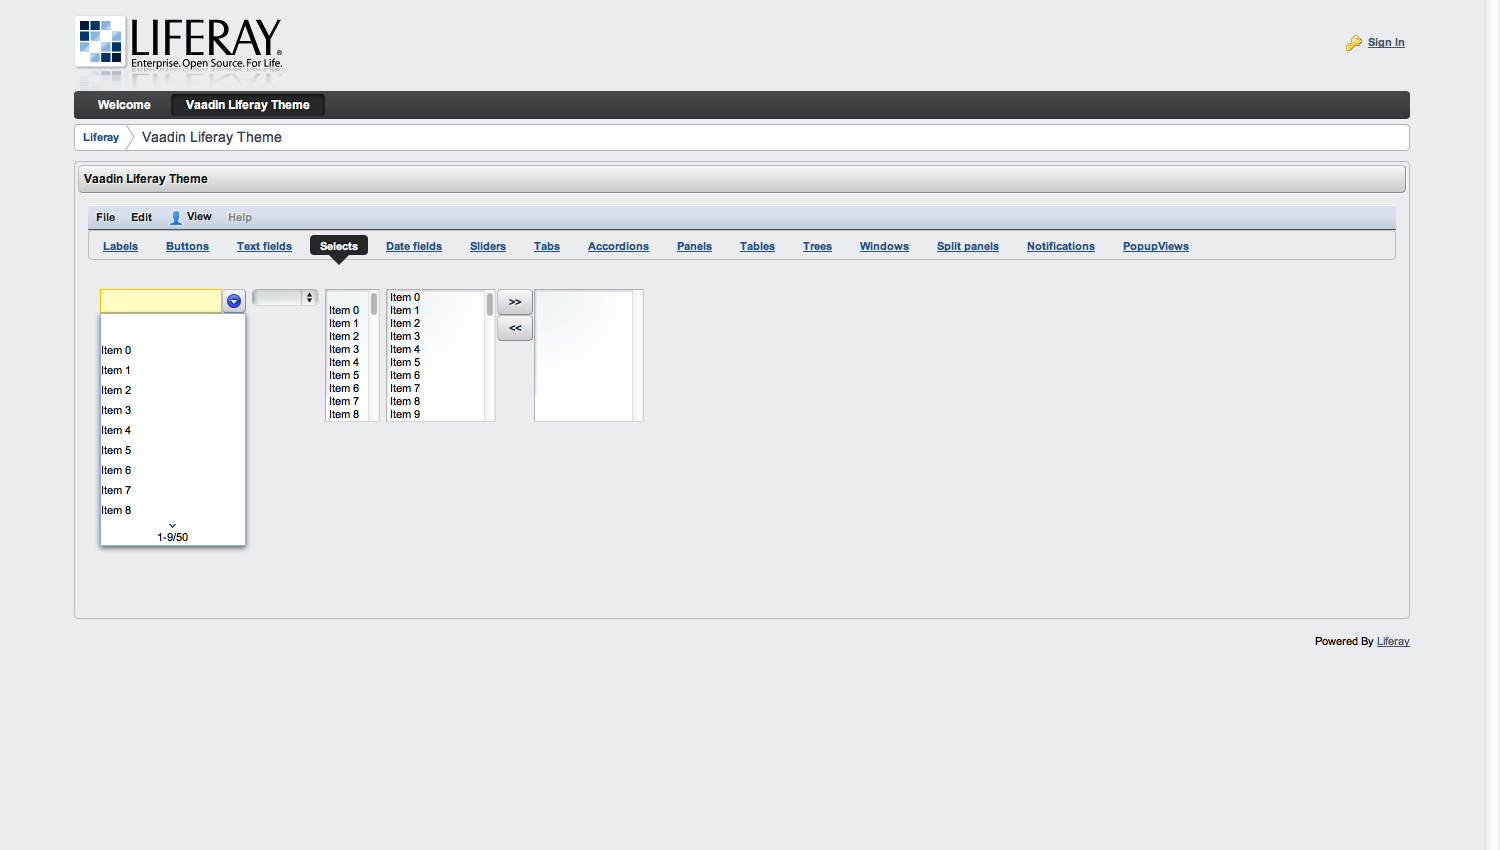 LIFERAY®
Enterprise. Open Source. For Life.
Sign In
Welcome Vaadin Liferay Theme
Liferay Vaadin Liferay Theme
Vaadin Liferay Theme
File Edit View Help
Labels Buttons Text fields Selects Date fields Sliders Tabs Accordions Panels Tables Trees Windows Split panels Notifications PopupViews
Item 0
Item 1
Item 2
Item 3
Item 4
Item 5
Item 6
Item 7
Item 8
1-9/50
Item 0
Item 1
Item 2
Item 3
Item 4
Item 5
Item 6
Item 7
Item 8
Item 0
Item 1
Item 2
Item 3
Item 4
Item 5
Item 6
Item 7
Item 8
Item 9
>>
<<
Powered By Liferay